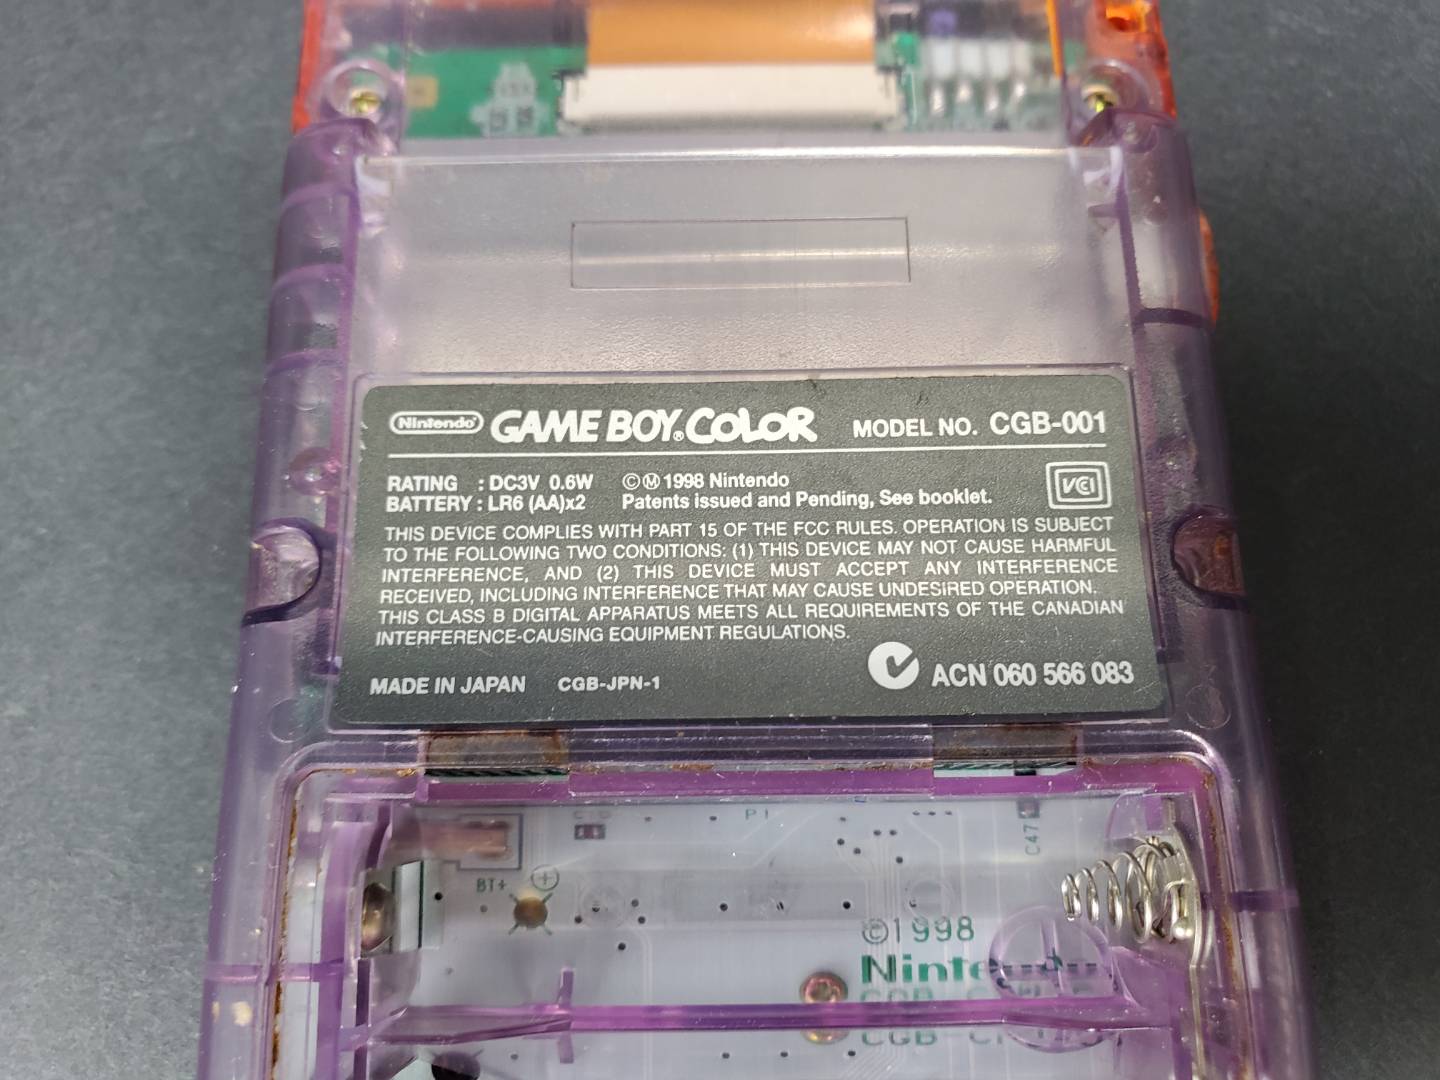 Nintendo GAME BOY COLOR MODEL NO. CGB-001
RATING : DC3V 0.6W ©Ⓜ1998 Nintendo
BATTERY : LR6 (AA)x2 Patents issued and Pending, See booklet.
VCI
THIS DEVICE COMPLIES WITH PART 15 OF THE FCC RULES. OPERATION IS SUBJECT
TO THE FOLLOWING TWO CONDITIONS: (1) THIS DEVICE MAY NOT CAUSE HARMFUL
INTERFERENCE, AND (2) THIS DEVICE MUST ACCEPT ANY INTERFERENCE
RECEIVED, INCLUDING INTERFERENCE THAT MAY CAUSE UNDESIRED OPERATION.
THIS CLASS B DIGITAL APPARATUS MEETS ALL REQUIREMENTS OF THE CANADIAN
INTERFERENCE-CAUSING EQUIPMENT REGULATIONS.
MADE IN JAPAN CGB-JPN-1 ACN 060 566 083
P1
C47
BT+
©1998
Nintendo